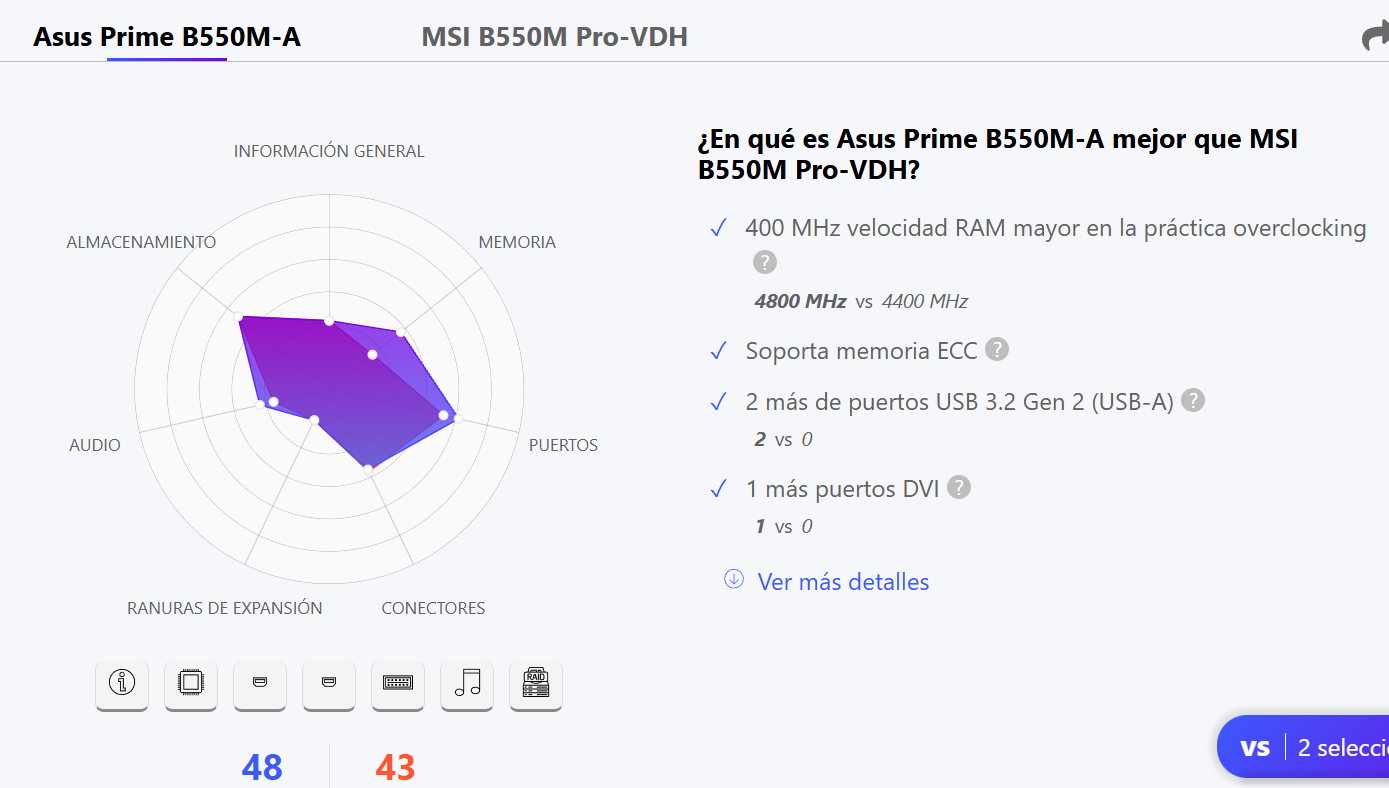 Asus Prime B550M-A
MSI B550M Pro-VDH
INFORMACIÓN GENERAL
ALMACENAMIENTO
MEMORIA
AUDIO
PUERTOS
RANURAS DE EXPANSIÓN
CONECTORES
RAID
48
43
¿En qué es Asus Prime B550M-A mejor que MSI
B550M Pro-VDH?
400 MHz velocidad RAM mayor en la práctica overclocking
?
4800 MHz vs 4400 MHz
Soporta memoria ECC ?
2 más de puertos USB 3.2 Gen 2 (USB-A) ?
2 vs 0
1 más puertos DVI ?
1 vs 0
Ver más detalles
vs 2 selecci